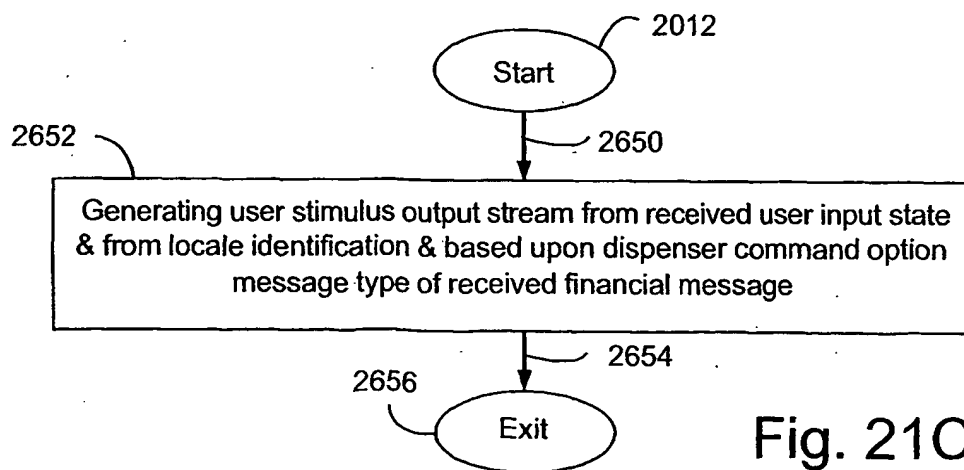 2012
Start
2650
2652
Generating user stimulus output stream from received user input state
& from locale identification & based upon dispenser command option
message type of received financial message
2654
2656
Exit
Fig. 21C